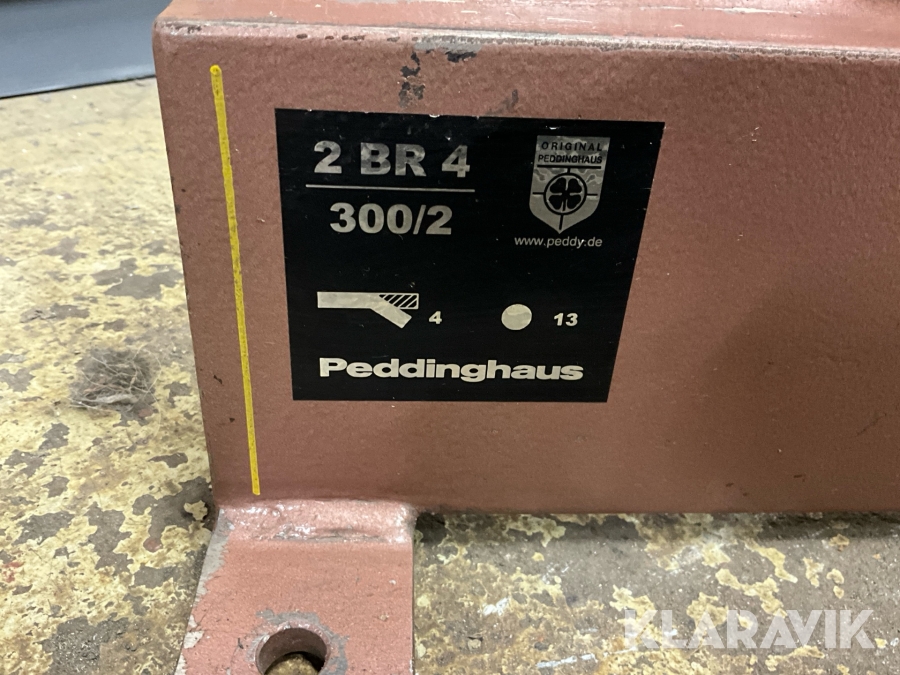 2 BR 4
300/2
ORIGINAL
PEDDINGHAUS
www.peddy.de
4
13
Peddinghaus
KLARAVIK